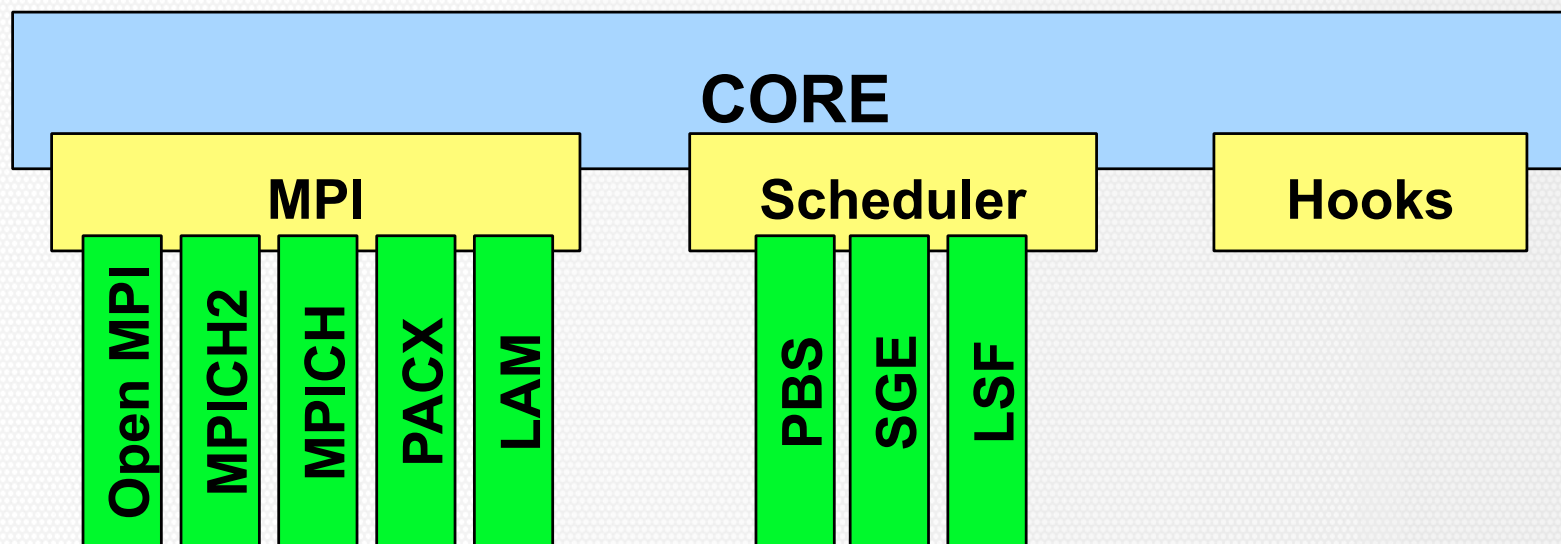 CORE
MPI
Scheduler
Hooks
Open MPI
MPICH2
MPICH
PACX
LAM
PBS
SGE
LSF